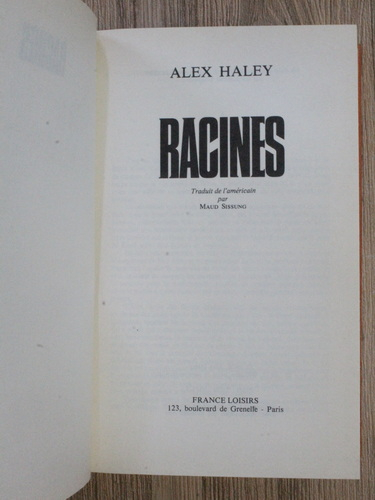 ALEX HALEY
RACINES
Traduit de l'américain
par
MAUD SISSUNG
FRANCE LOISIRS
123, boulevard de Grenelle - Paris